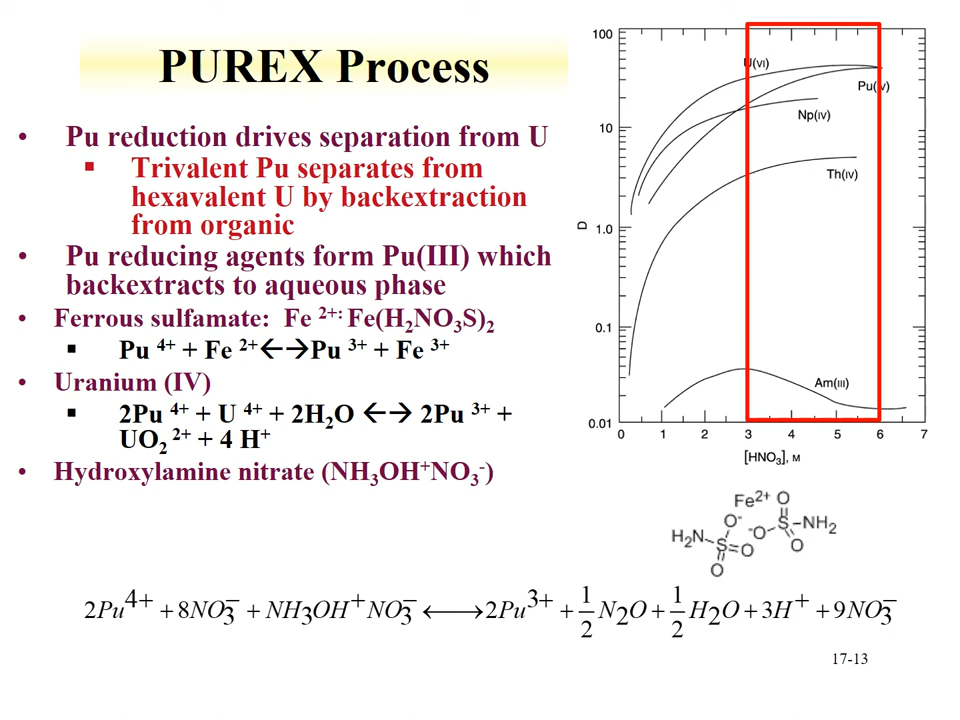 PUREX Process
• Pu reduction drives separation from U
▪ Trivalent Pu separates from
hexavalent U by backextraction
from organic
• Pu reducing agents form Pu(III) which
backextracts to aqueous phase
• Ferrous sulfamate: Fe ²⁺: Fe(H₂NO₃S)₂
▪ Pu ⁴⁺ + Fe ²⁺←→Pu ³⁺ + Fe ³⁺
• Uranium (IV)
▪ 2Pu ⁴⁺ + U ⁴⁺ + 2H₂O ←→ 2Pu ³⁺ +
UO₂ ²⁺ + 4 H⁺
• Hydroxylamine nitrate (NH₃OH⁺NO₃⁻)
100
10
1.0
0.1
0.01
D
U(VI)
Pu(IV)
Np(IV)
Th(IV)
Am(III)
0 1 2 3 4 5 6 7
[HNO₃], M
Fe²⁺ O
O⁻ ⁻O S NH₂
H₂N S O O
O
2Pu⁴⁺ + 8NO₃⁻ + NH₃OH⁺NO₃⁻ ⟷ 2Pu³⁺ + 1/2 N₂O + 1/2 H₂O + 3H⁺ + 9NO₃⁻
17-13